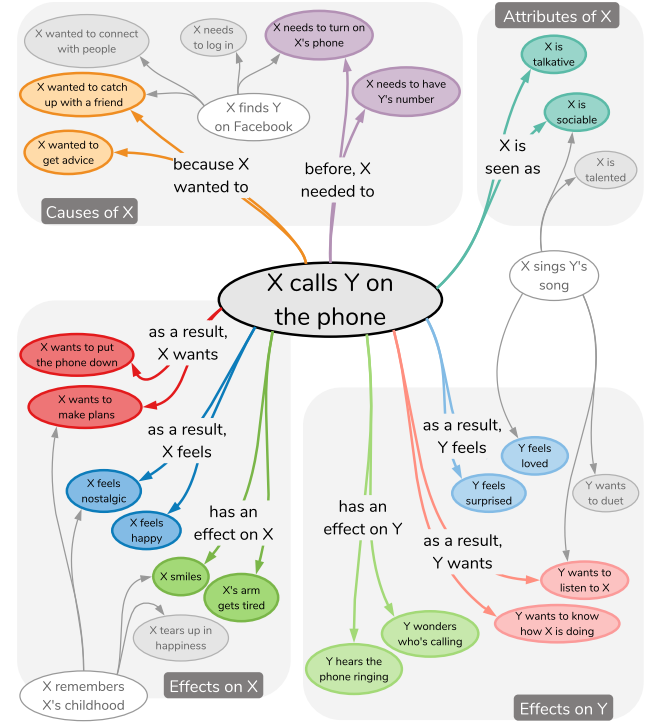 Attributes of X
X wanted to connect
with people
X needs
to log in
X needs to turn on
X's phone
X is
talkative
X wanted to catch
up with a friend
X finds Y
on Facebook
X needs to have
Y's number
X is
sociable
X wanted to
get advice
because X
wanted to
before, X
needed to
X is
seen as
X is
talented
Causes of X
X calls Y on
the phone
X sings Y's
song
X wants to put
the phone down
as a result,
X wants
X wants to
make plans
as a result,
X feels
as a result,
Y feels
Y feels
loved
X feels
nostalgic
Y feels
surprised
Y wants
to duet
X feels
happy
has an
effect on X
has an
effect on Y
as a result,
Y wants
X smiles
X's arm
gets tired
Y wants to
listen to X
X tears up in
happiness
Y wonders
who's calling
Y wants to know
how X is doing
Y hears the
phone ringing
X remembers
X's childhood
Effects on X
Effects on Y